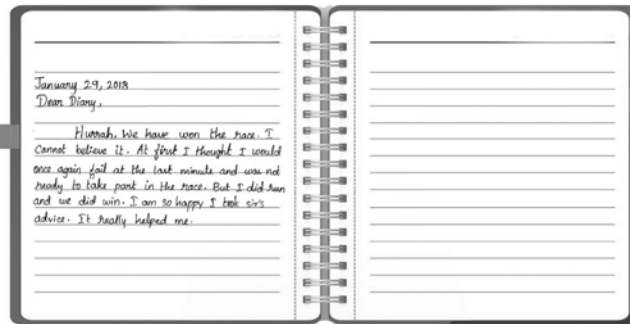 January 29, 2018
Dear Diary,
Hurrah, We have won the race. I
Cannot believe it. At first I thought I would
once again fail at the last minute and was not
ready to take part in the race. But I did run
and we did win. I am so happy I took sir's
advice. It really helped me.